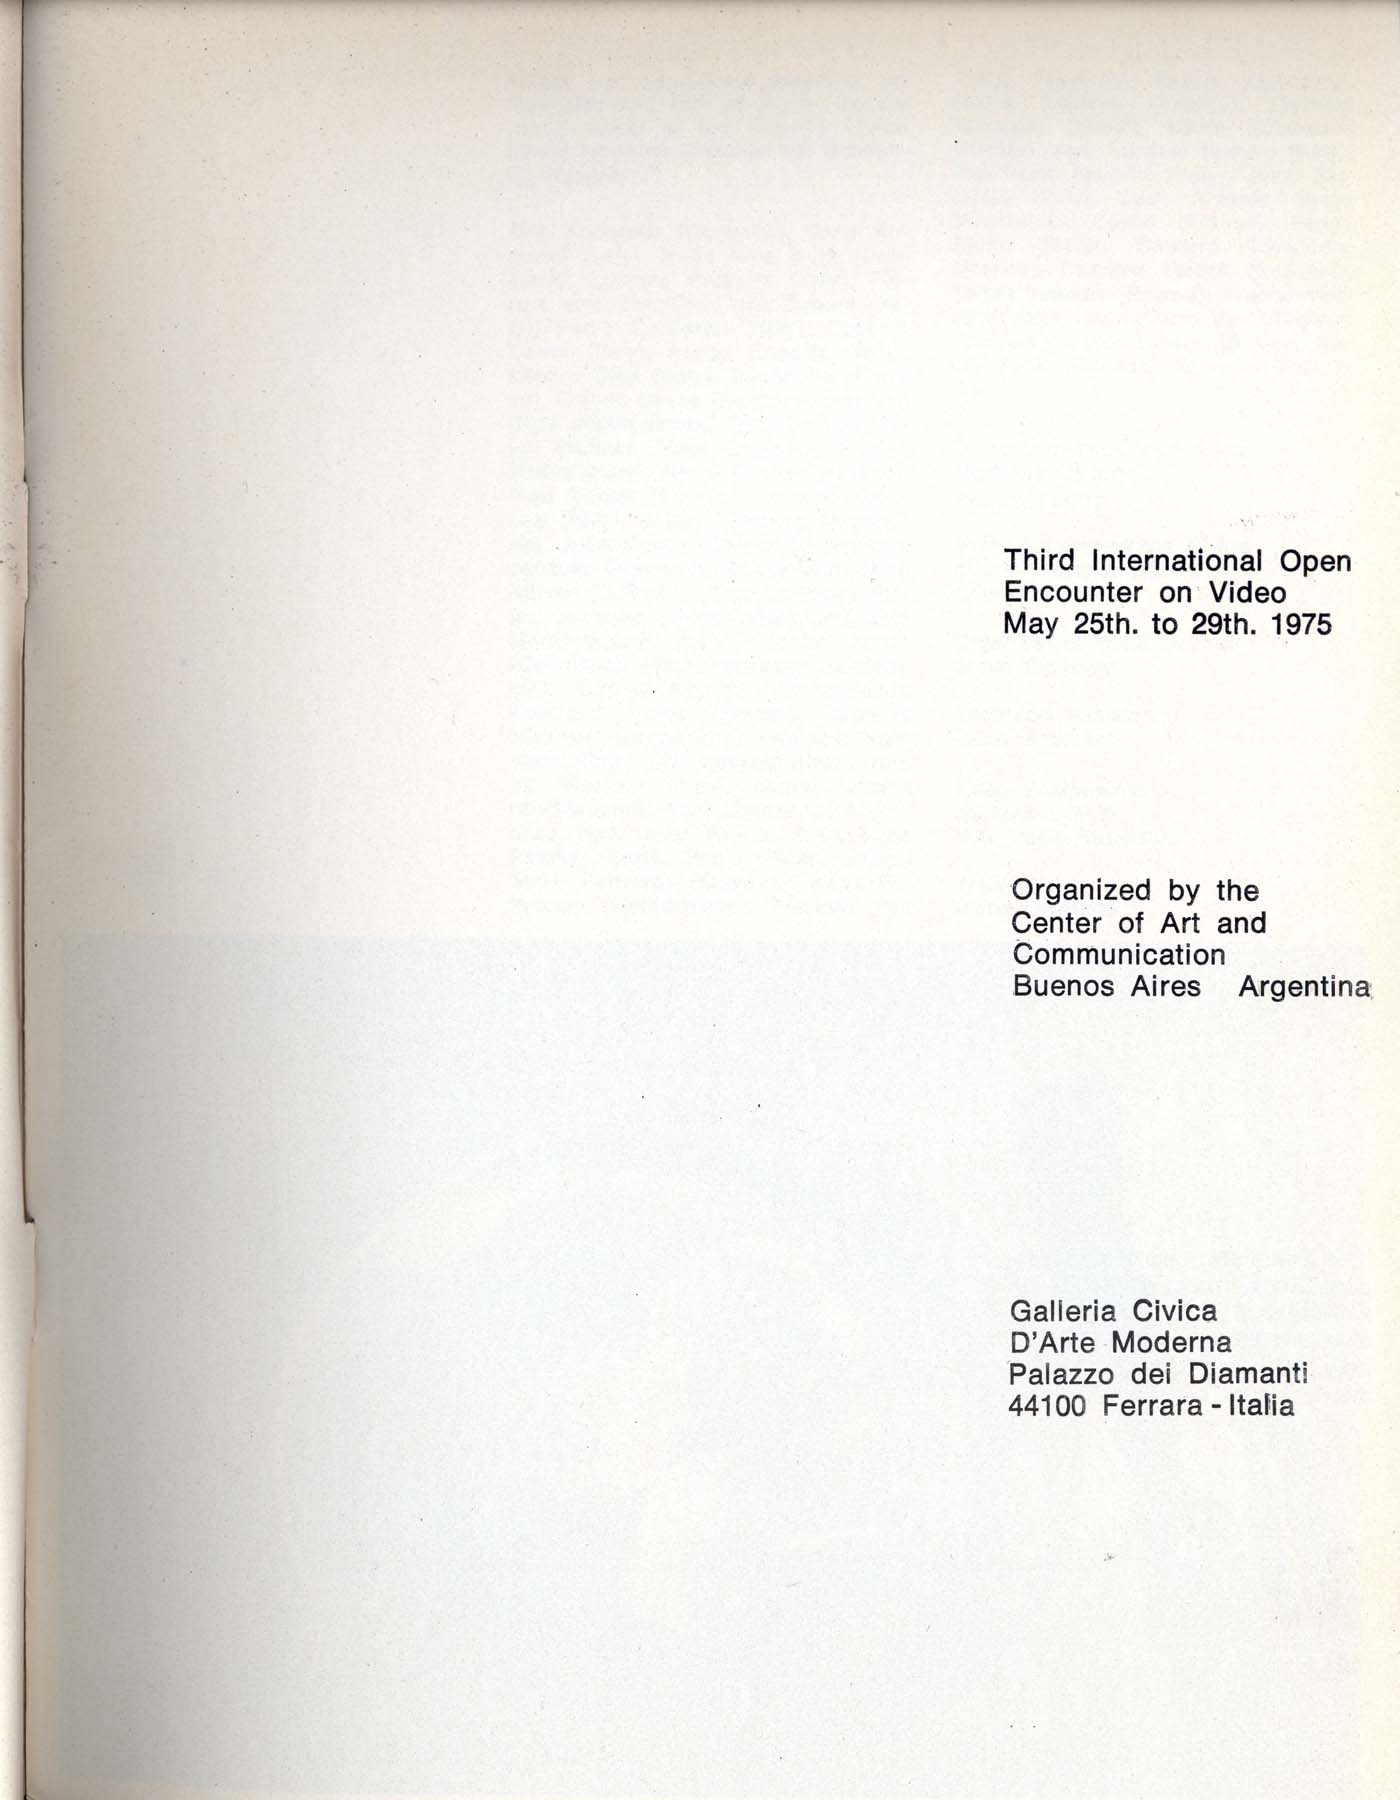 Third International Open
Encounter on Video
May 25th. to 29th. 1975
Organized by the
Center of Art and
Communication
Buenos Aires Argentina
Galleria Civica
D'Arte Moderna
Palazzo dei Diamanti
44100 Ferrara - Italia